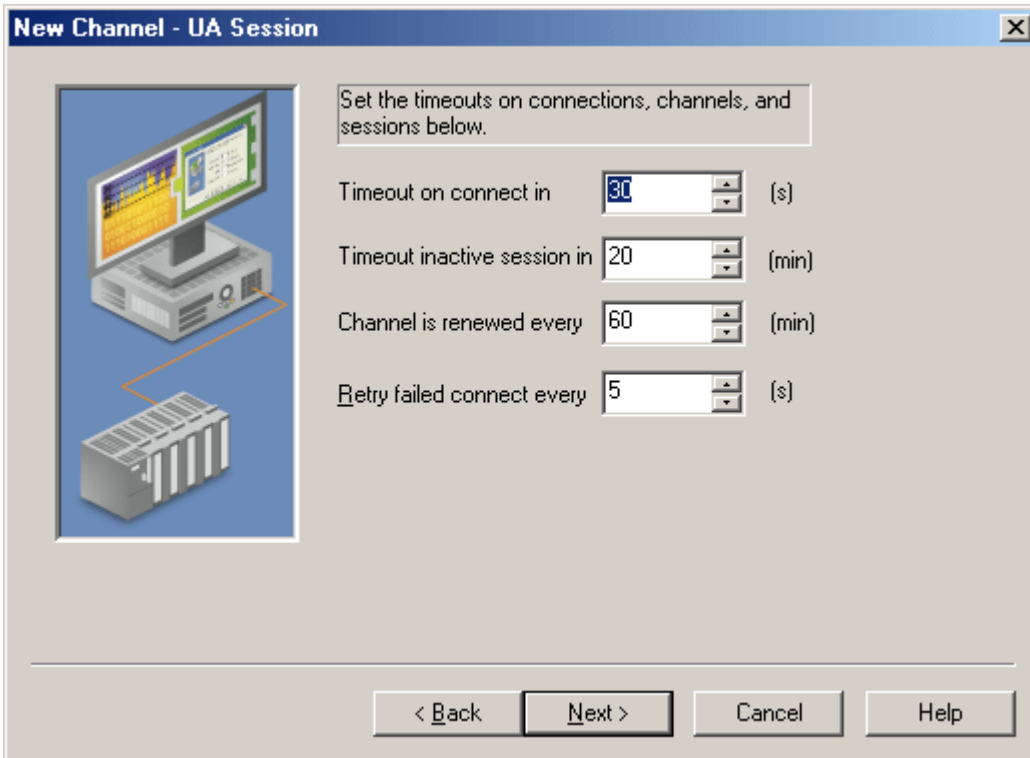 New Channel - UA Session
Set the timeouts on connections, channels, and
sessions below.
Timeout on connect in 30 (s)
Timeout inactive session in 20 (min)
Channel is renewed every 60 (min)
Retry failed connect every 5 (s)
< Back Next > Cancel Help